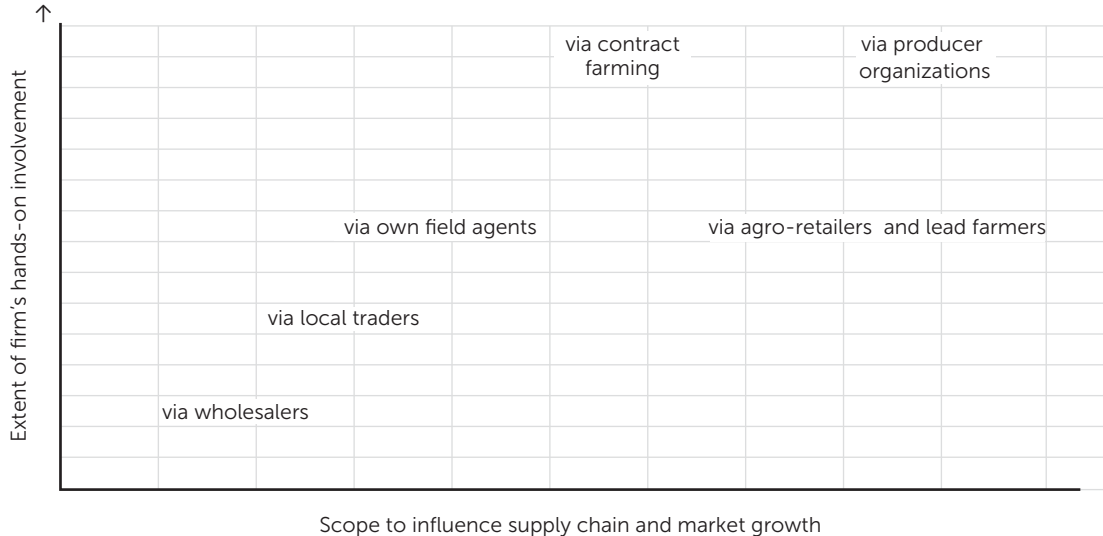 ↑
Extent of firm's hands-on involvement
via contract
farming
via producer
organizations
via own field agents
via agro-retailers and lead farmers
via local traders
via wholesalers
Scope to influence supply chain and market growth